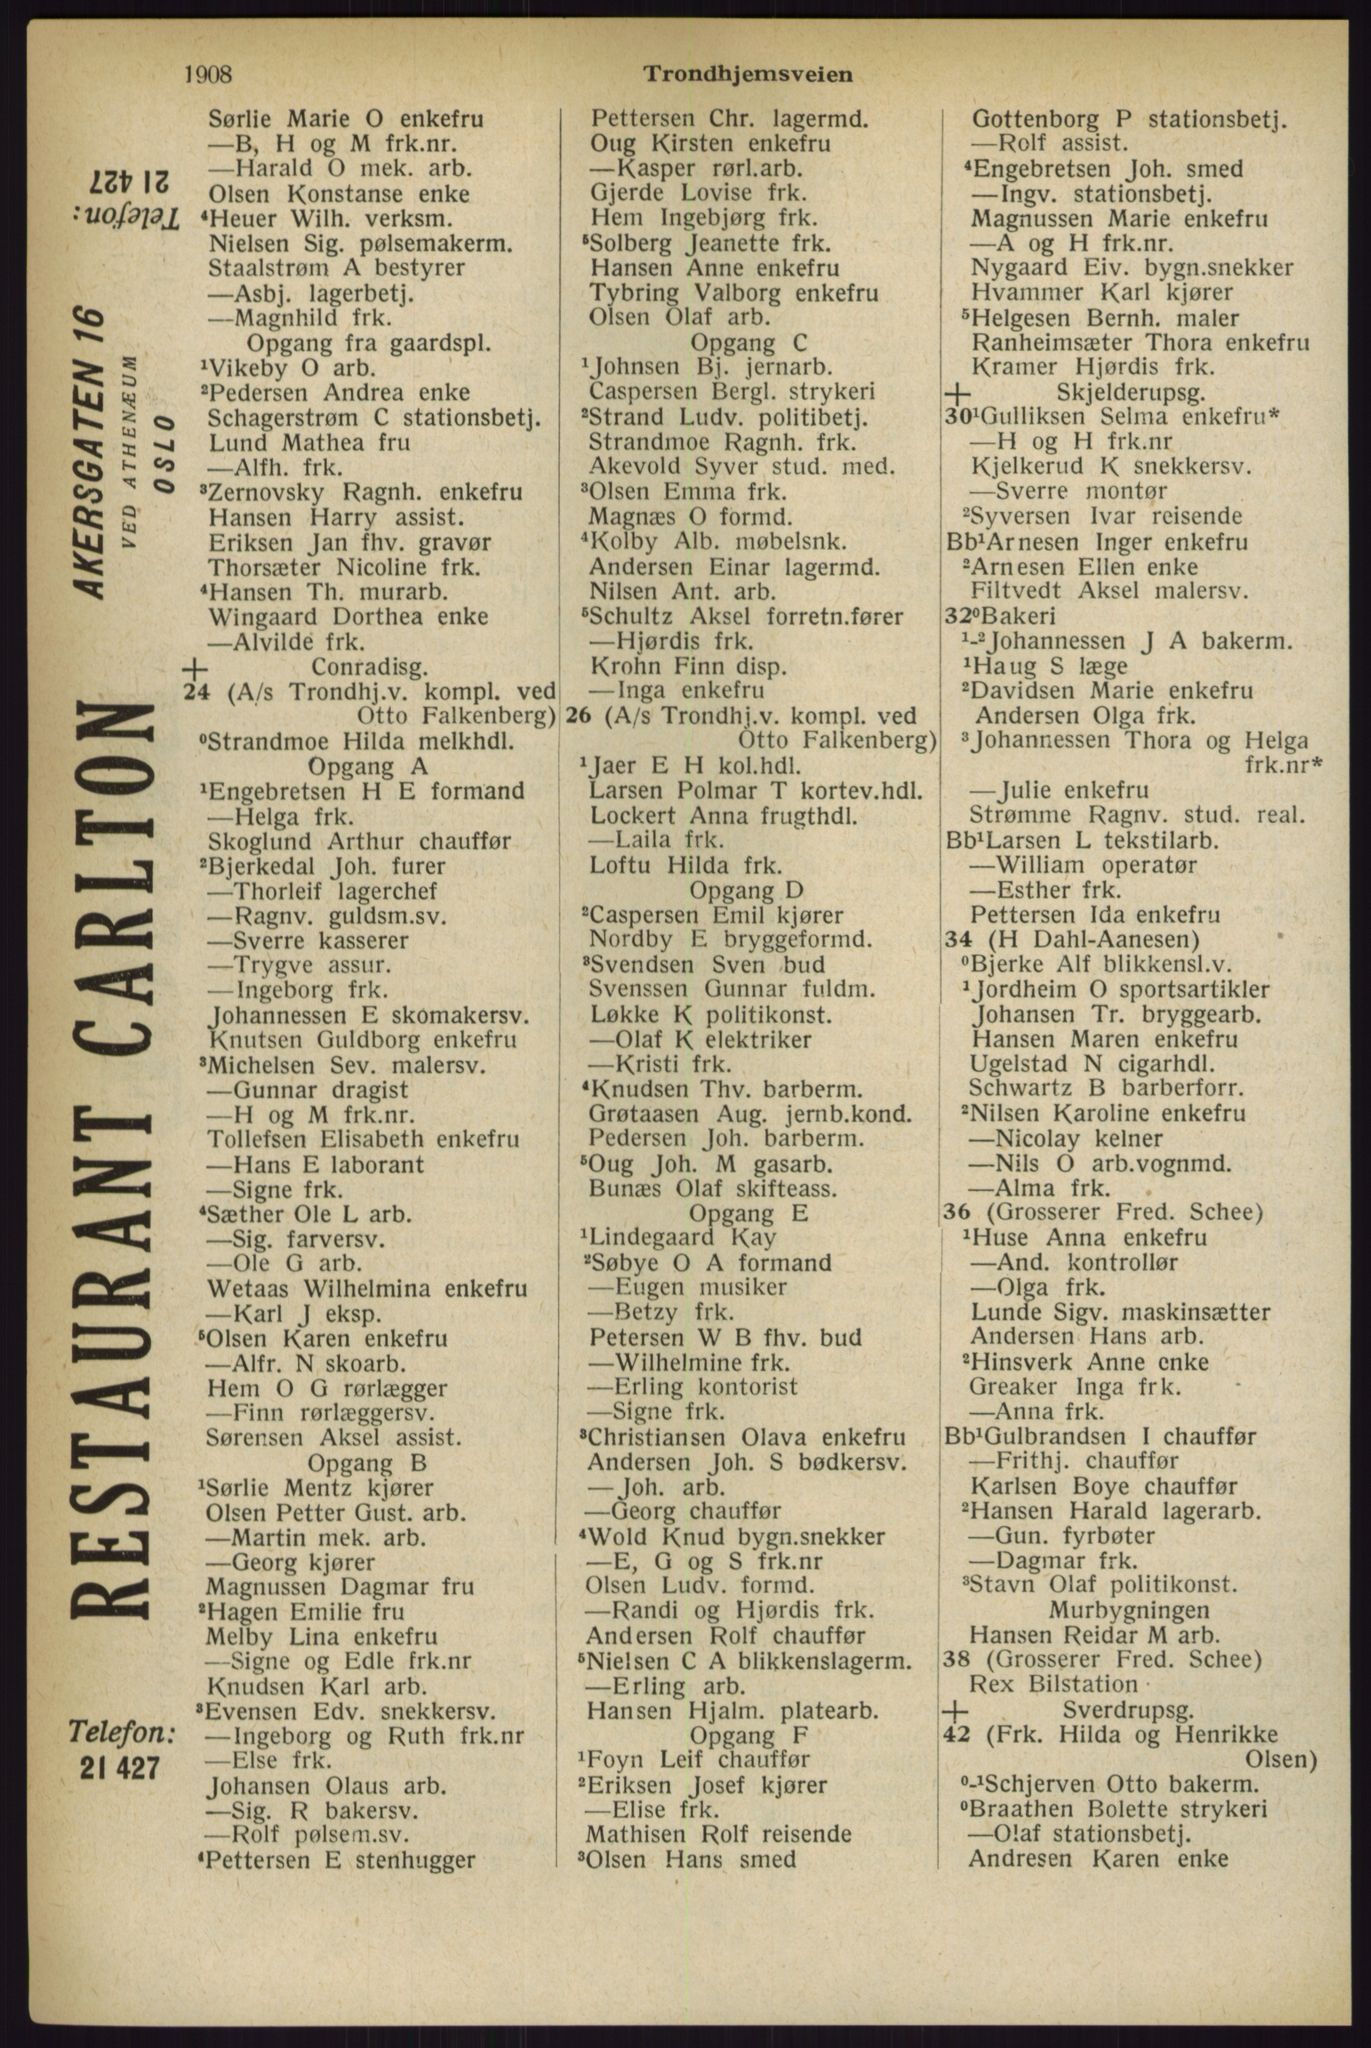 1908
Trondhjemsveien
Sørlie Marie O enkefru
—B, H og M frk.nr.
—Harald O mek. arb.
Olsen Konstanse enke
⁴Heuer Wilh. verksm.
Nielsen Sig. pølsemakerm.
Staalstrøm A bestyrer
—Asbj. lagerbetj.
—Magnhild frk.
Opgang fra gaardspl.
¹Vikeby O arb.
²Pedersen Andrea enke
Schagerstrøm C stationsbetj.
Lund Mathea fru
—Alfh. frk.
³Zernovsky Ragnh. enkefru
Hansen Harry assist.
Eriksen Jan fhv. gravør
Thorsæter Nicoline frk.
⁴Hansen Th. murarb.
Wingaard Dorthea enke
—Alvilde frk.
+ Conradisg.
24 (A/s Trondhj.v. kompl. ved
Otto Falkenberg)
⁰Strandmoe Hilda melkhdl.
Opgang A
¹Engebretsen H E formand
—Helga frk.
Skoglund Arthur chauffør
²Bjerkedal Joh. furer
—Thorleif lagerchef
—Ragnv. guldsm.sv.
—Sverre kasserer
—Trygve assur.
—Ingeborg frk.
Johannessen E skomakersv.
Knutsen Guldborg enkefru
³Michelsen Sev. malersv.
—Gunnar dragist
—H og M frk.nr.
Tollefsen Elisabeth enkefru
—Hans E laborant
—Signe frk.
⁴Sæther Ole L arb.
—Sig. farversv.
—Ole G arb.
Wetaas Wilhelmina enkefru
—Karl J eksp.
⁵Olsen Karen enkefru
—Alfr. N skoarb.
Hem O G rørlægger
—Finn rørlæggersv.
Sørensen Aksel assist.
Opgang B
¹Sørlie Mentz kjører
Olsen Petter Gust. arb.
—Martin mek. arb.
—Georg kjører
Magnussen Dagmar fru
²Hagen Emilie fru
Melby Lina enkefru
—Signe og Edle frk.nr
Knudsen Karl arb.
³Evensen Edv. snekkersv.
—Ingeborg og Ruth frk.nr
—Else frk.
Johansen Olaus arb.
—Sig. R bakersv.
—Rolf pølsem.sv.
⁴Pettersen E stenhugger
Pettersen Chr. lagermd.
Oug Kirsten enkefru
—Kasper rørl.arb.
Gjerde Lovise frk.
Hem Ingebjørg frk.
⁵Solberg Jeanette frk.
Hansen Anne enkefru
Tybring Valborg enkefru
Olsen Olaf arb.
Opgang C
¹Johnsen Bj. jernarb.
Caspersen Bergl. strykeri
²Strand Ludv. politibetj.
Strandmoe Ragnh. frk.
Akevold Syver stud. med.
³Olsen Emma frk.
Magnæs O formd.
⁴Kolby Alb. møbelsnk.
Andersen Einar lagermd.
Nilsen Ant. arb.
⁵Schultz Aksel forretn.fører
—Hjørdis frk.
Krohn Finn disp.
—Inga enkefru
26 (A/s Trondhj.v. kompl. ved
Otto Falkenberg)
¹Jaer E H kol.hdl.
Larsen Polmar T kortev.hdl.
Lockert Anna frugthdl.
—Laila frk.
Loftu Hilda frk.
Opgang D
²Caspersen Emil kjører
Nordby E bryggeformd.
³Svendsen Sven bud
Svenssen Gunnar fuldm.
Løkke K politikonst.
—Olaf K elektriker
—Kristi frk.
⁴Knudsen Thv. barberm.
Grøtaasen Aug. jernb.kond.
Pedersen Joh. barberm.
⁵Oug Joh. M gasarb.
Bunæs Olaf skifteass.
Opgang E
¹Lindegaard Kay
²Søbye O A formand
—Eugen musiker
—Betzy frk.
Petersen W B fhv. bud
—Wilhelmine frk.
—Erling kontorist
—Signe frk.
³Christiansen Olava enkefru
Andersen Joh. S bødkersv.
—Joh. arb.
—Georg chauffør
⁴Wold Knud bygn.snekker
—E, G og S frk.nr
Olsen Ludv. formd.
—Randi og Hjørdis frk.
Andersen Rolf chauffør
⁵Nielsen C A blikkenslagerm.
—Erling arb.
Hansen Hjalm. platearb.
Opgang F
¹Foyn Leif chauffør
²Eriksen Josef kjører
—Elise frk.
Mathisen Rolf reisende
³Olsen Hans smed
Gottenborg P stationsbetj.
—Rolf assist.
⁴Engebretsen Joh. smed
—Ingv. stationsbetj.
Magnussen Marie enkefru
—A og H frk.nr.
Nygaard Eiv. bygn.snekker
Hvammer Karl kjører
⁵Helgesen Bernh. maler
Ranheimsæter Thora enkefru
Kramer Hjørdis frk.
+ Skjelderupsg.
30¹Gulliksen Selma enkefru*
—H og H frk.nr
Kjelkerud K snekkersv.
—Sverre montør
²Syversen Ivar reisende
Bb¹Arnesen Inger enkefru
²Arnesen Ellen enke
Filtvedt Aksel malersv.
32⁰Bakeri
¹-²Johannessen J A bakerm.
¹Haug S læge
²Davidsen Marie enkefru
Andersen Olga frk.
³Johannessen Thora og Helga
frk.nr*
—Julie enkefru
Strømme Ragnv. stud. real.
Bb¹Larsen L tekstilarb.
—William operatør
—Esther frk.
Pettersen Ida enkefru
34 (H Dahl-Aanesen)
⁰Bjerke Alf blikkensl.v.
¹Jordheim O sportsartikler
Johansen Tr. bryggearb.
Hansen Maren enkefru
Ugelstad N cigarhdl.
Schwartz B barberforr.
²Nilsen Karoline enkefru
—Nicolay kelner
—Nils O arb.vognmd.
—Alma frk.
36 (Grosserer Fred. Schee)
¹Huse Anna enkefru
—And. kontrollør
—Olga frk.
Lunde Sigv. maskinsætter
Andersen Hans arb.
²Hinsverk Anne enke
Greaker Inga frk.
—Anna frk.
Bb¹Gulbrandsen I chauffør
—Frithj. chauffør
Karlsen Boye chauffør
²Hansen Harald lagerarb.
—Gun. fyrbøter
—Dagmar frk.
³Stavn Olaf politikonst.
Murbygningen
Hansen Reidar M arb.
38 (Grosserer Fred. Schee)
Rex Bilstation
+ Sverdrupsg.
42 (Frk. Hilda og Henrikke
Olsen)
⁰-¹Schjerven Otto bakerm.
⁰Braathen Bolette strykeri
—Olaf stationsbetj.
Andresen Karen enke
RESTAURANT CARLTON
AKERSGATEN 16
VED ATHENÆUM
OSLO
Telefon:
21 427
Telefon:
21 427